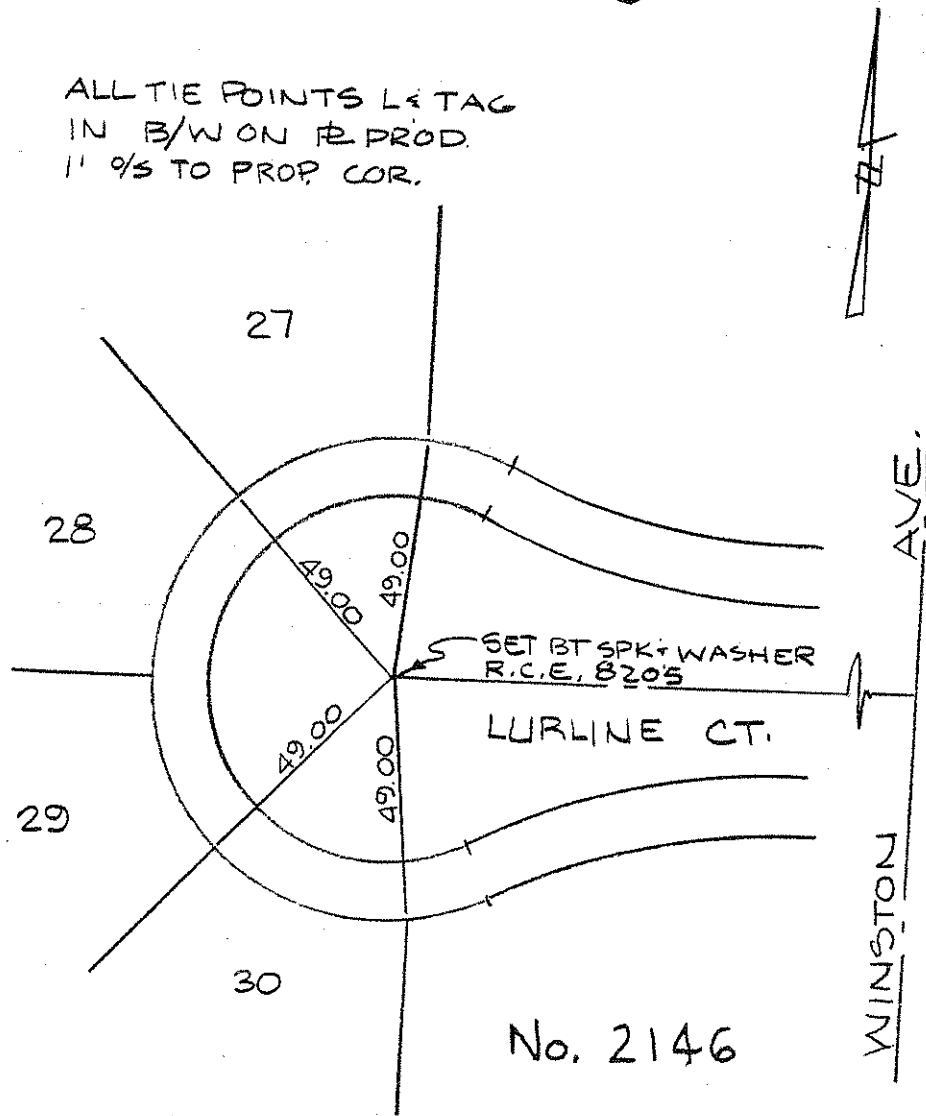 ALL TIE POINTS L & TAG
IN B/W ON ⅊ PROD.
1' O/S TO PROP. COR.
27
28
49.00
49.00
SET BT SPK & WASHER
R.C.E. 8205
LURLINE CT.
49.00
49.00
29
30
No. 2146
WINSTON AVE.